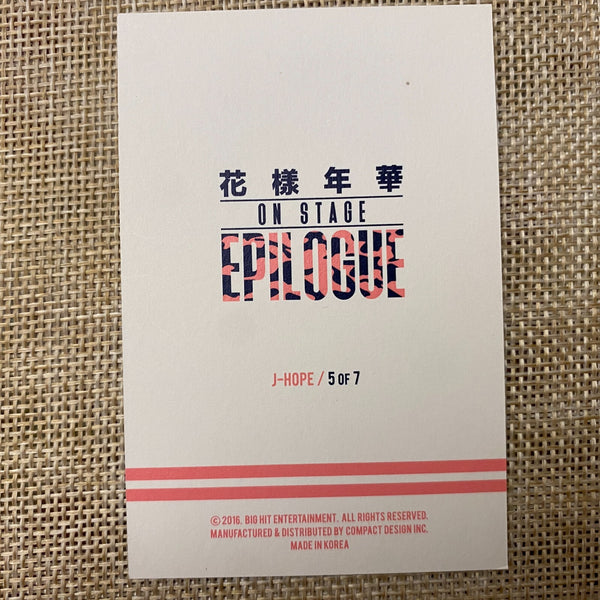 花樣年華
ON STAGE
EPILOGUE
J-HOPE / 5 OF 7
©2016. BIG HIT ENTERTAINMENT. ALL RIGHTS RESERVED.
MANUFACTURED & DISTRIBUTED BY COMPACT DESIGN INC.
MADE IN KOREA